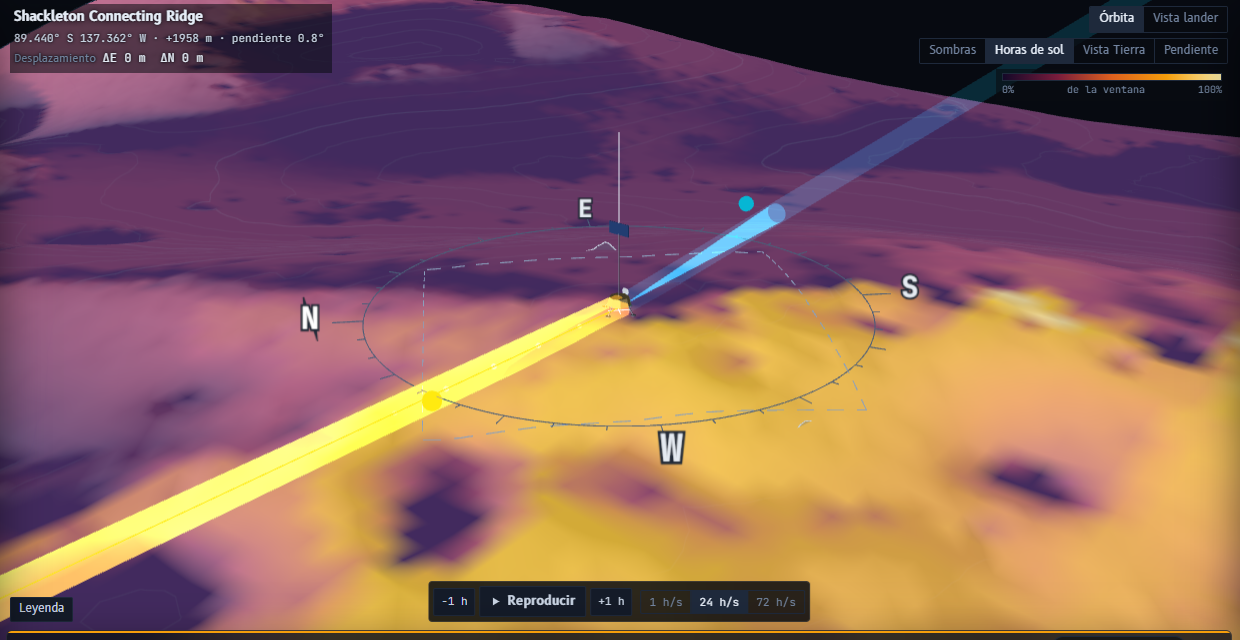 Shackleton Connecting Ridge
89.440° S 137.362° W · +1958 m · pendiente 0.8°
Desplazamiento ΔE 0 m ΔN 0 m
Órbita Vista lander
Sombras Horas de sol Vista Tierra Pendiente
0% de la ventana 100%
E
S
N
W
Leyenda
-1 h ▶ Reproducir +1 h 1 h/s 24 h/s 72 h/s